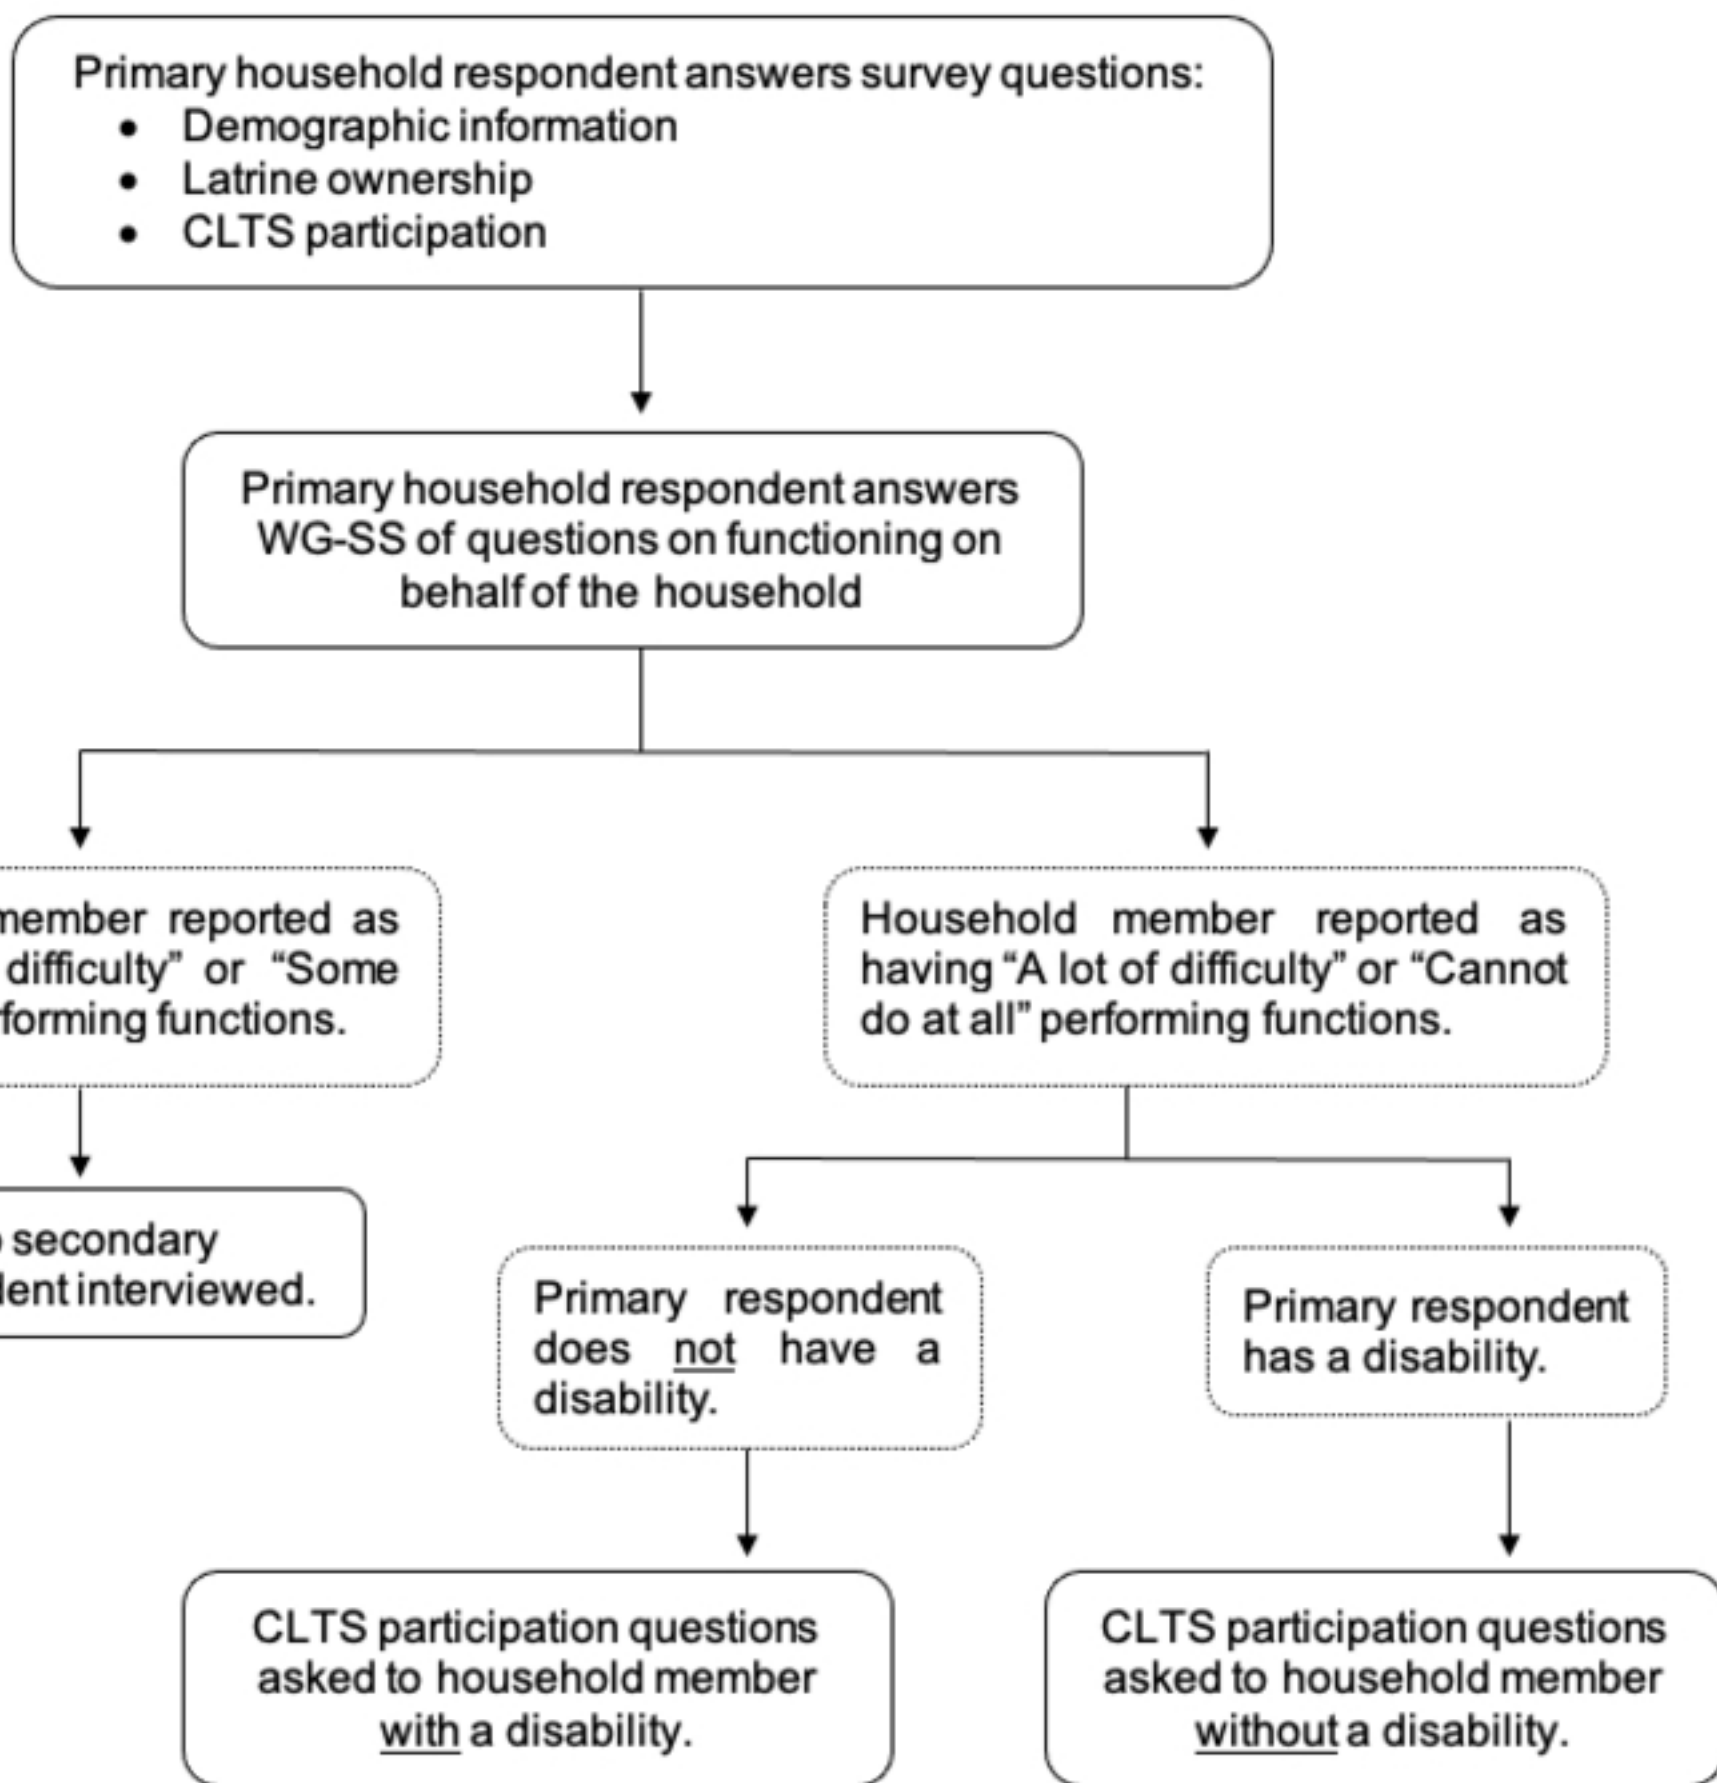 Primary household respondent answers survey questions:
• Demographic information
• Latrine ownership
• CLTS participation
Primary household respondent answers
WG-SS of questions on functioning on
behalf of the household
member reported as
difficulty” or “Some
forming functions.
secondary
interviewed.
Household member reported as
having “A lot of difficulty” or “Cannot
do at all” performing functions.
Primary respondent
does not have a
disability.
Primary respondent
has a disability.
CLTS participation questions
asked to household member
with a disability.
CLTS participation questions
asked to household member
without a disability.